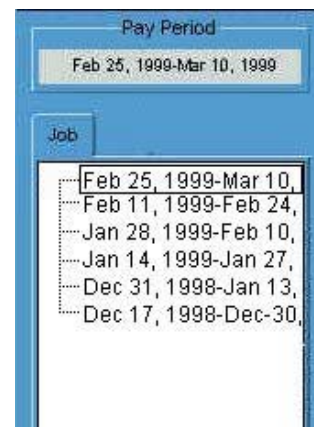 Pay Period
Feb 25, 1999-Mar 10, 1999
Job
Feb 25, 1999-Mar 10,
Feb 11, 1999-Feb 24,
Jan 28, 1999-Feb 10,
Jan 14, 1999-Jan 27,
Dec 31, 1998-Jan 13,
Dec 17, 1998-Dec-30,